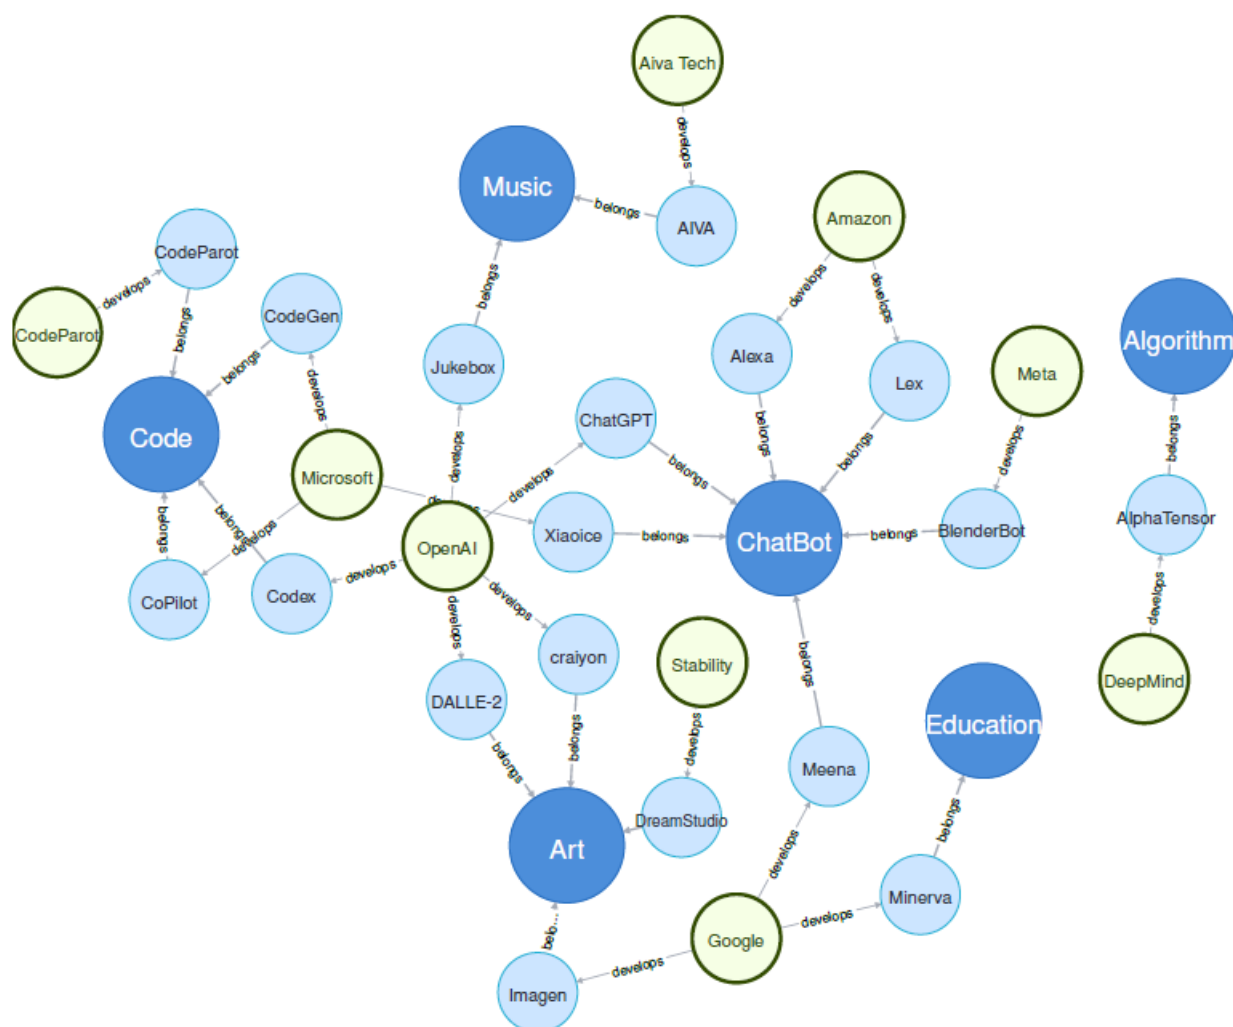 Aiva Tech
develops
Music
belongs
AIVA
Amazon
CodeParot
develops
develops
develops
belongs
CodeParot
CodeGen
belongs
Algorithm
belongs
belongs
Jukebox
Alexa
Lex
Meta
develops
ChatGPT
belongs
belongs
belongs
develops
Code
develops
belongs
Microsoft
develops
develops
AlphaTensor
OpenAI
Xiaoice
belongs
ChatBot
belongs
BlenderBot
belongs
belongs
develops
CoPilot
Codex
develops
develops
develops
develops
craiyon
Stability
belongs
DeepMind
DALLE-2
belongs
belongs
develops
Education
Meena
DreamStudio
belongs
Art
develops
Minerva
belo...
Google
develops
develops
Imagen